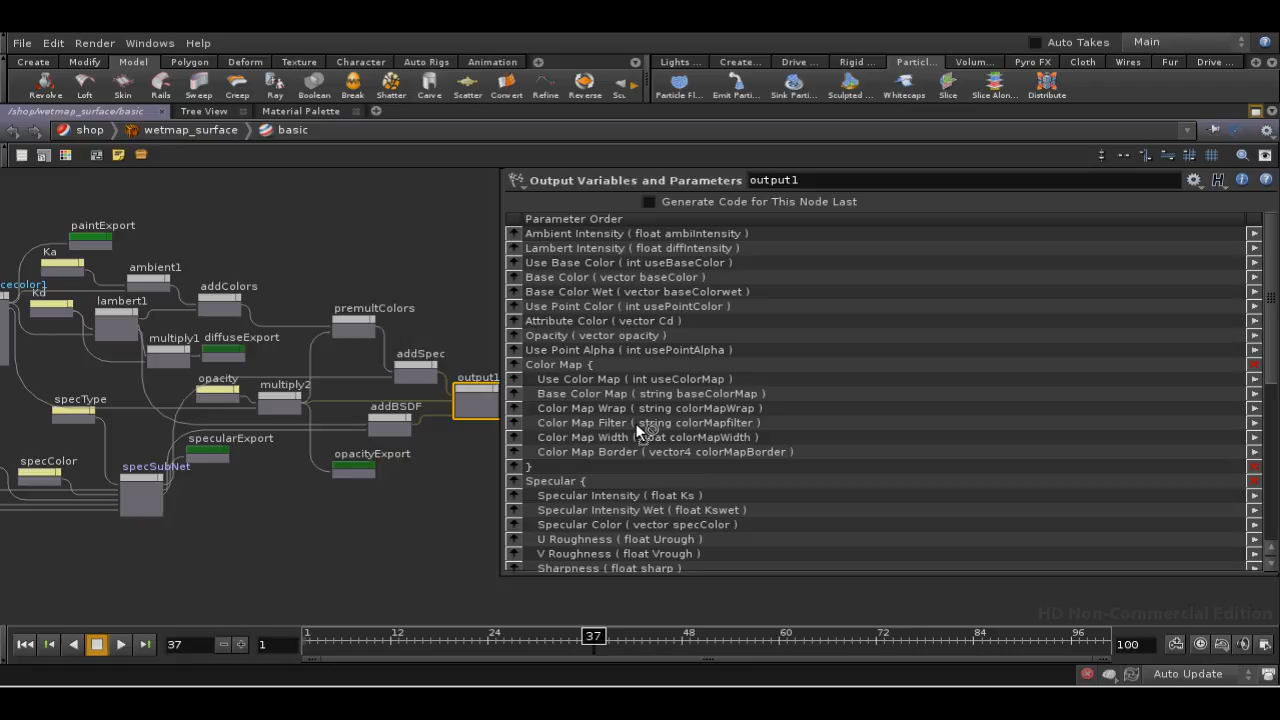 File Edit Render Windows Help Auto Takes Main
Create Modify Model Polygon Deform Texture Character Auto Rigs Animation Lights ... Create... Drive ... Rigid ... Particl... Volum... Pyro FX Cloth Wires Fur Drive ...
Revolve Loft Skin Rails Sweep Creep Ray Boolean Break Shatter Carve Scatter Convert Refine Reverse Particle Fl... Emit Parti... Sink Parti... Sculpted ... Whitecaps Slice Slice Alon... Distribute
/shop/wetmap_surface/basic Tree View Material Palette
shop wetmap_surface basic
Output Variables and Parameters output1
Generate Code for This Node Last
Parameter Order
Ambient Intensity ( float ambiIntensity )
Lambert Intensity ( float diffIntensity )
Use Base Color ( int useBaseColor )
Base Color ( vector baseColor )
Base Color Wet ( vector baseColorwet )
Use Point Color ( int usePointColor )
Attribute Color ( vector Cd )
Opacity ( vector opacity )
Use Point Alpha ( int usePointAlpha )
Color Map {
Use Color Map ( int useColorMap )
Base Color Map ( string baseColorMap )
Color Map Wrap ( string colorMapWrap )
Color Map Filter ( string colorMapfilter )
Color Map Width ( float colorMapWidth )
Color Map Border ( vector4 colorMapBorder )
}
Specular {
Specular Intensity ( float Ks )
Specular Intensity Wet ( float Kswet )
Specular Color ( vector specColor )
U Roughness ( float Urough )
V Roughness ( float Vrough )
Sharpness ( float sharp )
paintExport
Ka
ambient1
cecolor1
Kd
lambert1
addColors
premultColors
multiply1
diffuseExport
addSpec
opacity
multiply2
output1
specType
addBSDF
specularExport
opacityExport
specColor
specSubNet
HD Non-Commercial Edition
37 1 1 12 24 37 48 60 72 84 96 100
Auto Update